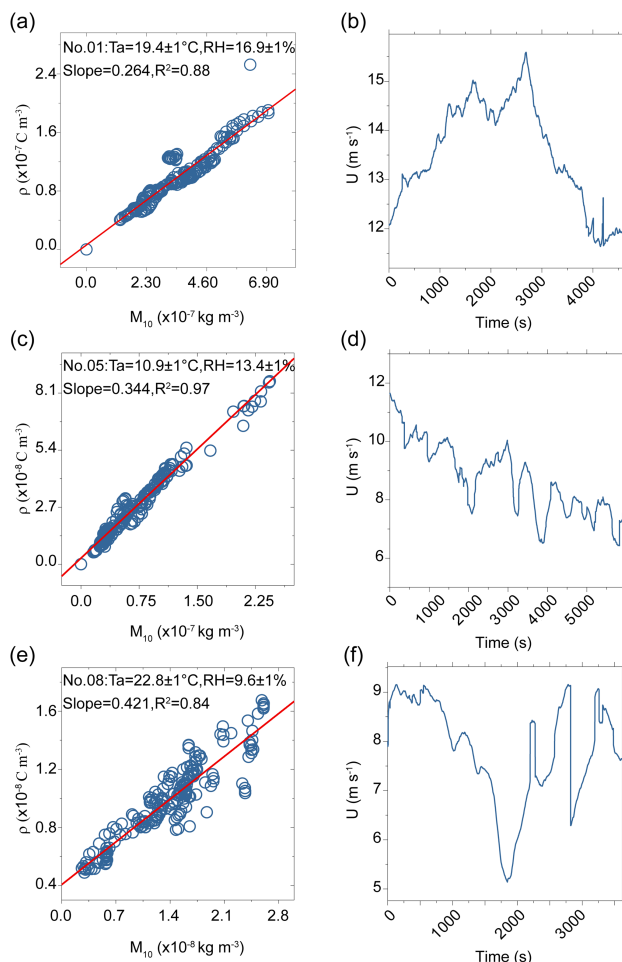 (a)
No.01:Ta=19.4±1°C,RH=16.9±1%
Slope=0.264,R²=0.88
2.4
1.6
0.8
0.0
ρ (x10⁻⁷ C m⁻³)
0.0 2.30 4.60 6.90
M₁₀ (x10⁻⁷ kg m⁻³)
(b)
15
14
13
12
U (m s⁻¹)
0 1000 2000 3000 4000
Time (s)
(c)
No.05:Ta=10.9±1°C,RH=13.4±1%
Slope=0.344,R²=0.97
8.1
5.4
2.7
0.0
ρ (x10⁻⁸ C m⁻³)
0.0 0.75 1.50 2.25
M₁₀ (x10⁻⁷ kg m⁻³)
(d)
12
10
8
6
U (m s⁻¹)
0 1000 2000 3000 4000 5000
Time (s)
(e)
No.08:Ta=22.8±1°C,RH=9.6±1%
Slope=0.421,R²=0.84
1.6
1.2
0.8
0.4
ρ (x10⁻⁸ C m⁻³)
0.0 0.7 1.4 2.1 2.8
M₁₀ (x10⁻⁸ kg m⁻³)
(f)
9
8
7
6
5
U (m s⁻¹)
0 1000 2000 3000
Time (s)